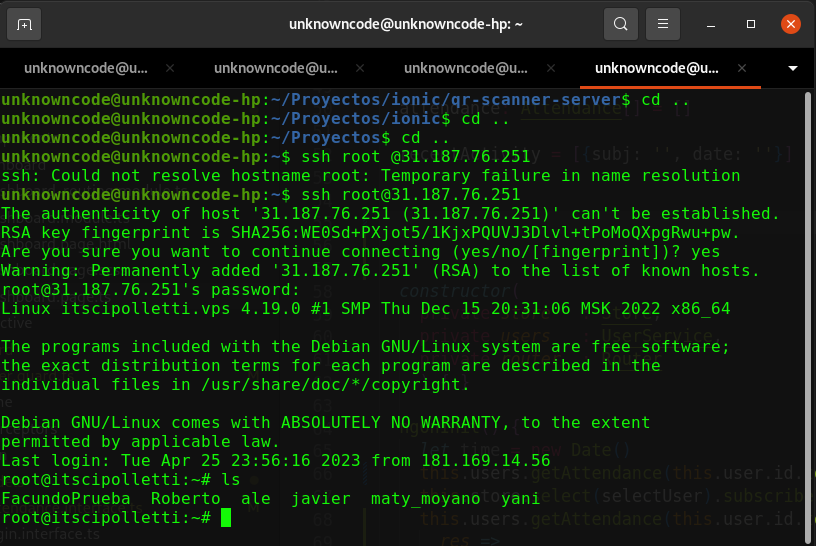 unknowncode@unknowncode-hp: ~
unknowncode@u... unknowncode@u... unknowncode@u... unknowncode@u...
unknowncode@unknowncode-hp:~/Proyectos/ionic/qr-scanner-server$ cd ..
unknowncode@unknowncode-hp:~/Proyectos/ionic$ cd ..
unknowncode@unknowncode-hp:~/Proyectos$ cd ..
unknowncode@unknowncode-hp:~$ ssh root @31.187.76.251
ssh: Could not resolve hostname root: Temporary failure in name resolution
unknowncode@unknowncode-hp:~$ ssh root@31.187.76.251
The authenticity of host '31.187.76.251 (31.187.76.251)' can't be established.
RSA key fingerprint is SHA256:WE0Sd+PXjot5/1KjxPQUVJ3Dlvl+tPoMoQXpgRwu+pw.
Are you sure you want to continue connecting (yes/no/[fingerprint])? yes
Warning: Permanently added '31.187.76.251' (RSA) to the list of known hosts.
root@31.187.76.251's password:
Linux itscipolletti.vps 4.19.0 #1 SMP Thu Dec 15 20:31:06 MSK 2022 x86_64
The programs included with the Debian GNU/Linux system are free software;
the exact distribution terms for each program are described in the
individual files in /usr/share/doc/*/copyright.
Debian GNU/Linux comes with ABSOLUTELY NO WARRANTY, to the extent
permitted by applicable law.
Last login: Tue Apr 25 23:56:16 2023 from 181.169.14.56
root@itscipolletti:~# ls
FacundoPrueba  Roberto  ale  javier  maty_moyano  yani
root@itscipolletti:~#